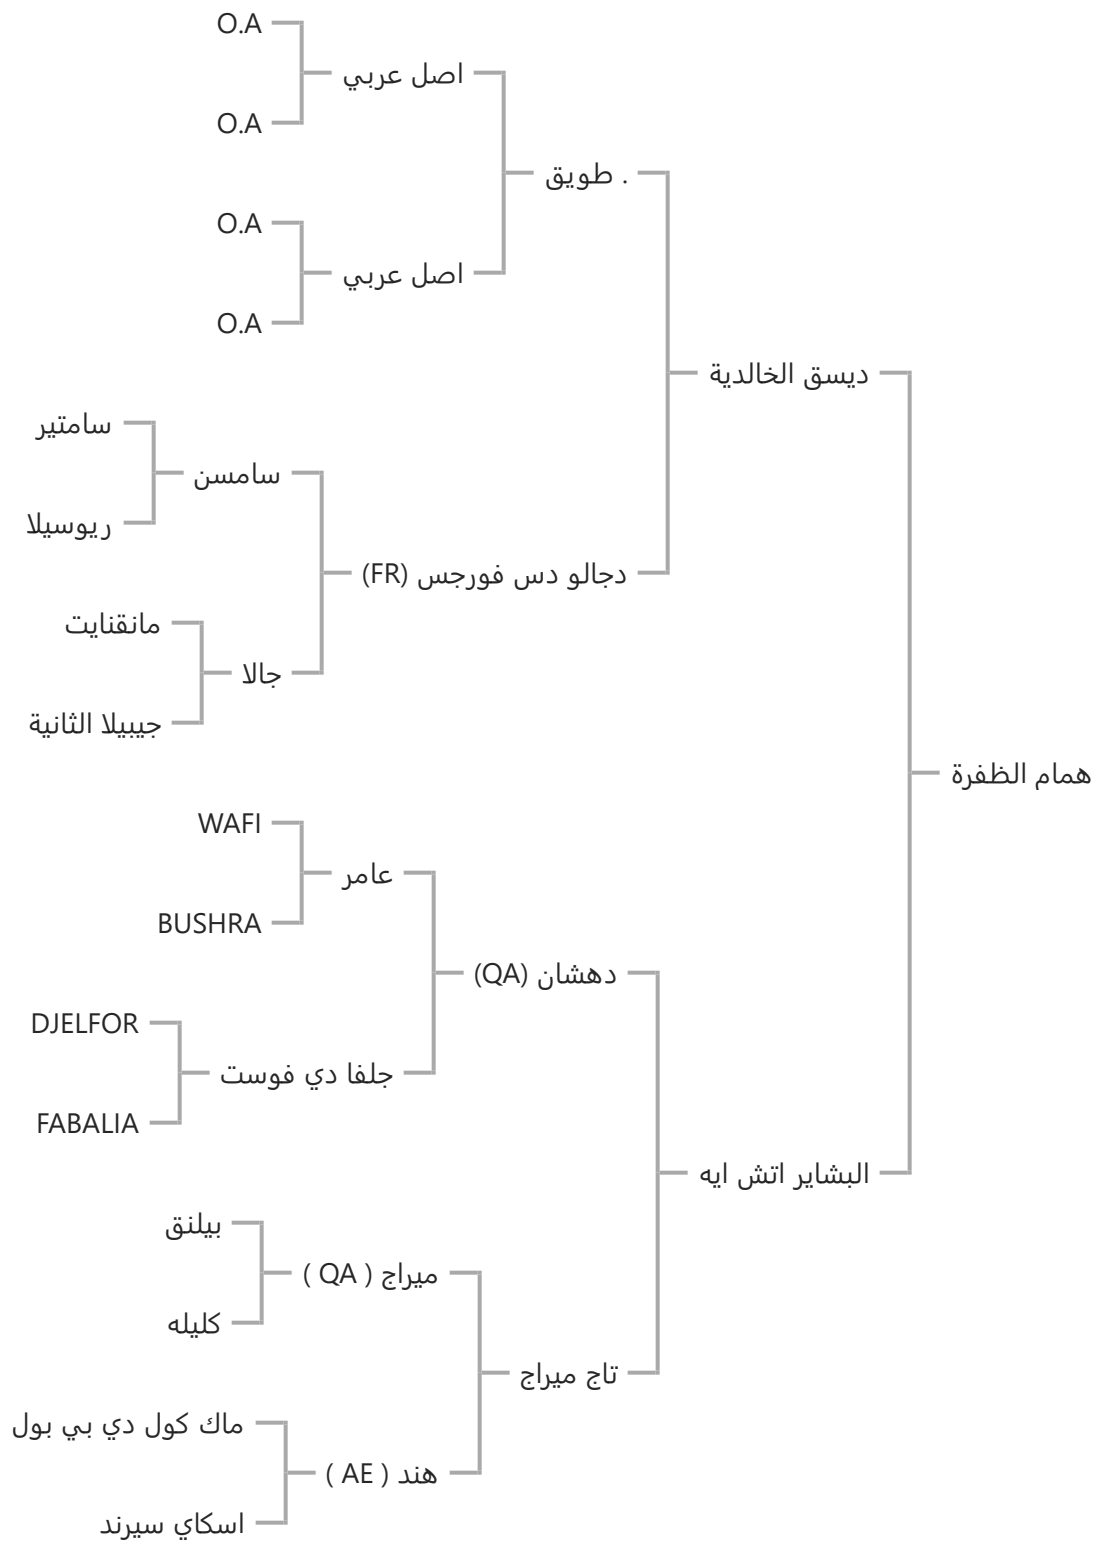 O.A
اصل عربي
O.A
. طويق
O.A
اصل عربي
O.A
ديسق الخالدية
سامتير
سامسن
ريوسيلا
دجالو دس فورجس (FR)
مانقنايت
جالا
جيبيلا الثانية
همام الظفرة
WAFI
عامر
BUSHRA
دهشان (QA)
DJELFOR
جلفا دي فوست
FABALIA
البشاير اتش ايه
بيلنق
ميراج ( QA )
كليله
تاج ميراج
ماك كول دي بي بول
هند ( AE )
اسكاي سيرند